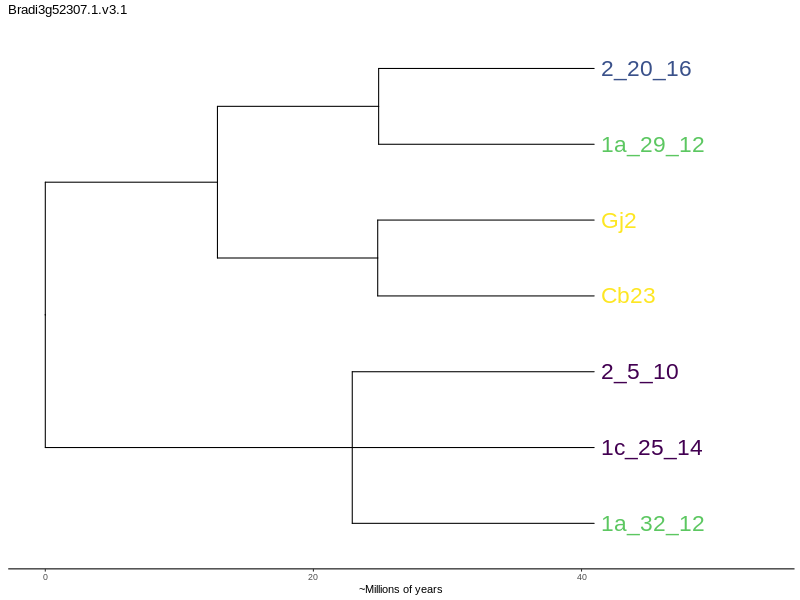 Bradi3g52307.1.v3.1
2_20_16
1a_29_12
Gj2
Cb23
2_5_10
1c_25_14
1a_32_12
0 20 40
~Millions of years